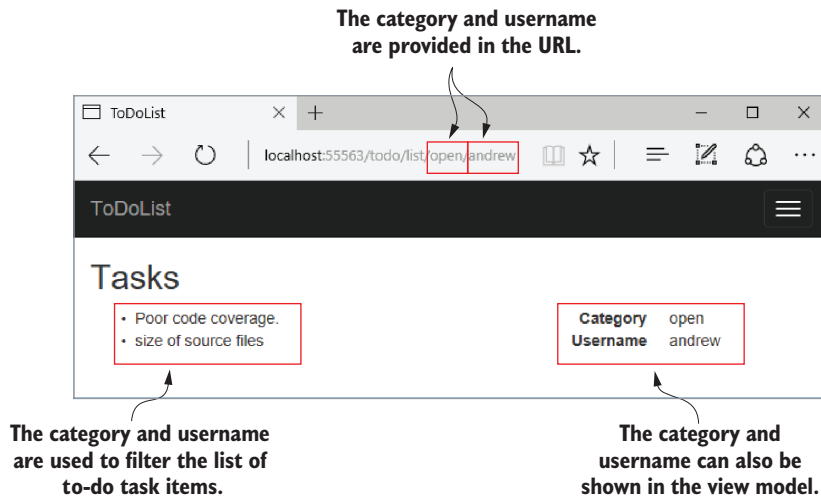 The category and username
are provided in the URL.
ToDoList
localhost:55563/todo/list/open/andrew
ToDoList
Tasks
• Poor code coverage.
• size of source files
Category open
Username andrew
The category and username
are used to filter the list of
to-do task items.
The category and
username can also be
shown in the view model.